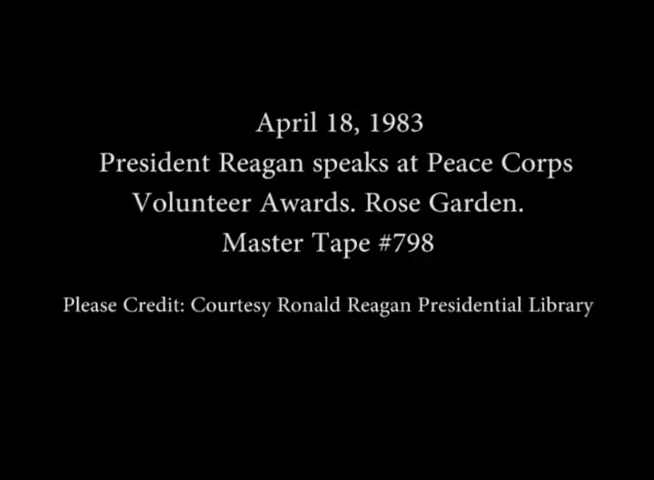 April 18, 1983
President Reagan speaks at Peace Corps
Volunteer Awards. Rose Garden.
Master Tape #798
Please Credit: Courtesy Ronald Reagan Presidential Library